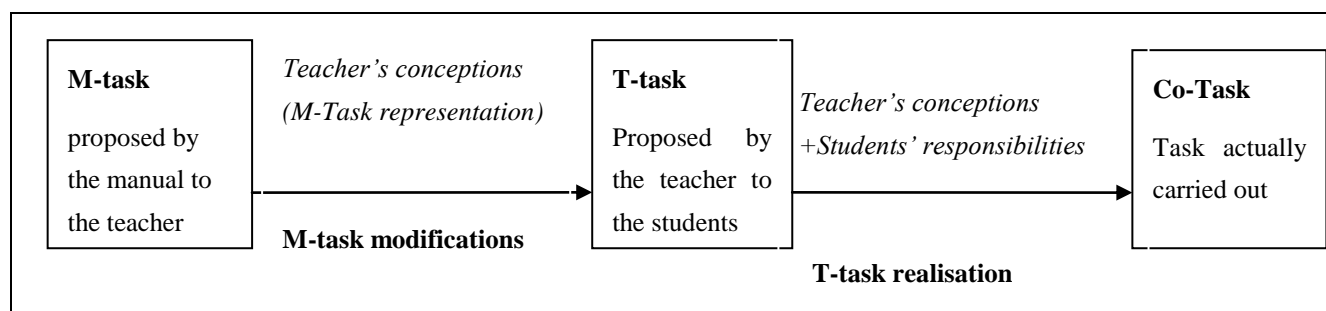 M-task
proposed by
the manual to
the teacher
Teacher's conceptions
(M-Task representation)
M-task modifications
T-task
Proposed by
the teacher to
the students
Teacher's conceptions
+Students' responsibilities
T-task realisation
Co-Task
Task actually
carried out